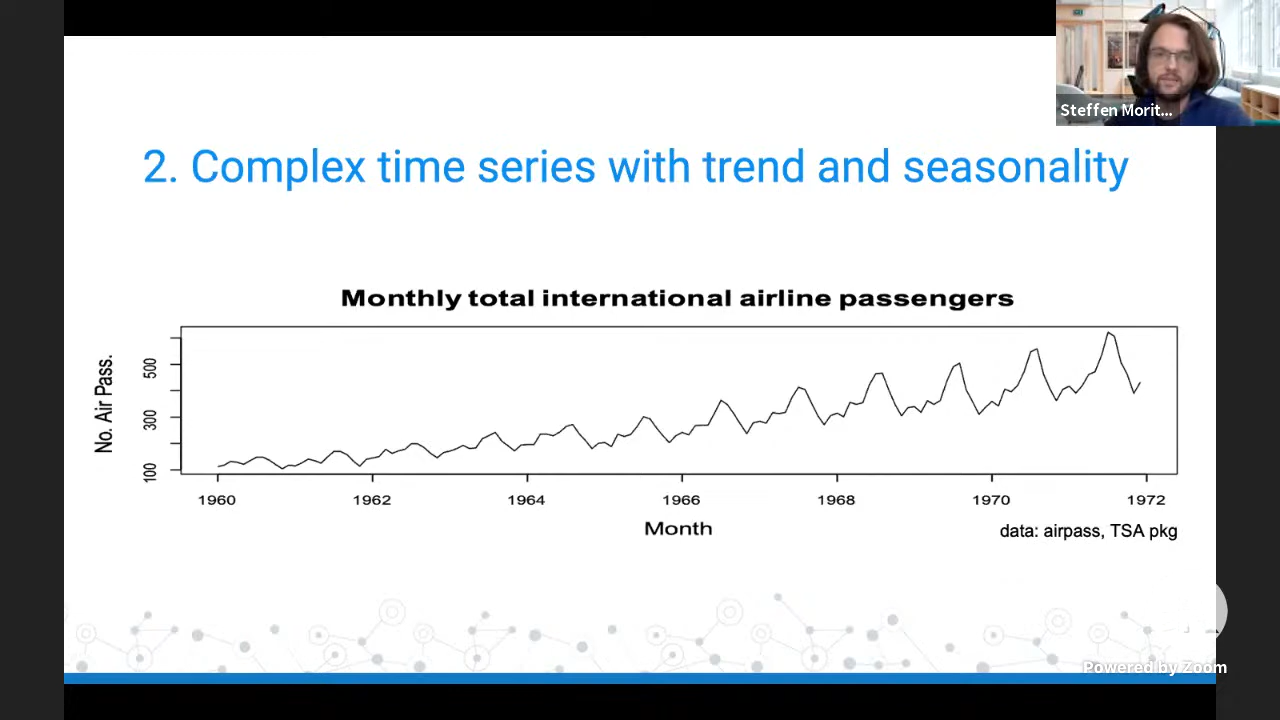 Steffen Morit...
2. Complex time series with trend and seasonality
Monthly total international airline passengers
No. Air Pass.
500
300
100
1960 1962 1964 1966 1968 1970 1972
Month
data: airpass, TSA pkg
Powered by Zoom